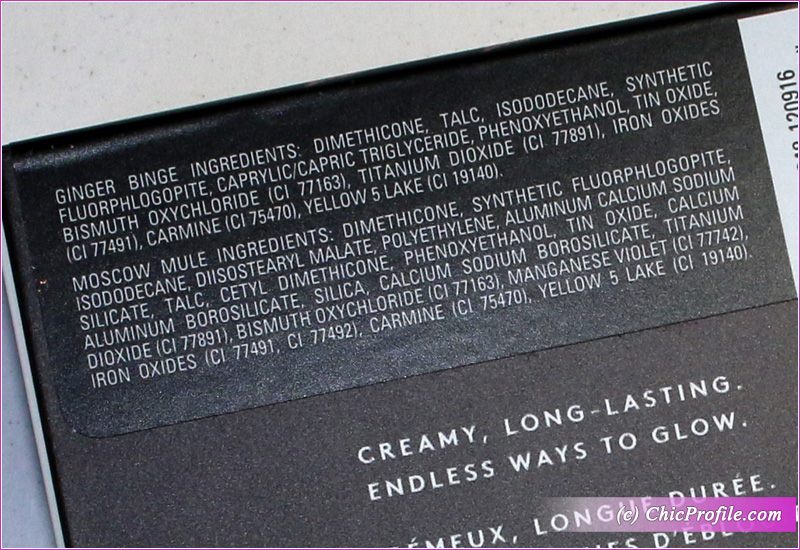 GINGER BINGE INGREDIENTS: DIMETHICONE, TALC, ISODODECANE, SYNTHETIC
FLUORPHLOGOPITE, CAPRYLIC/CAPRIC TRIGLYCERIDE, PHENOXYETHANOL, TIN OXIDE,
BISMUTH OXYCHLORIDE (CI 77163), TITANIUM DIOXIDE (CI 77891), IRON OXIDES
(CI 77491), CARMINE (CI 75470), YELLOW 5 LAKE (CI 19140).
MOSCOW MULE INGREDIENTS: DIMETHICONE, SYNTHETIC FLUORPHLOGOPITE,
ISODODECANE, DIISOSTEARYL MALATE, POLYETHYLENE, ALUMINUM CALCIUM SODIUM
SILICATE, TALC, CETYL DIMETHICONE, PHENOXYETHANOL, TIN OXIDE, CALCIUM
ALUMINUM BOROSILICATE, SILICA, CALCIUM SODIUM BOROSILICATE, TITANIUM
DIOXIDE (CI 77891), BISMUTH OXYCHLORIDE (CI 77163), MANGANESE VIOLET (CI 77742),
IRON OXIDES (CI 77491, CI 77492), CARMINE (CI 75470), YELLOW 5 LAKE (CI 19140).
120916
CREAMY, LONG-LASTING.
ENDLESS WAYS TO GLOW.
LONGUE DURÉE.
(c) ChicProfile.com